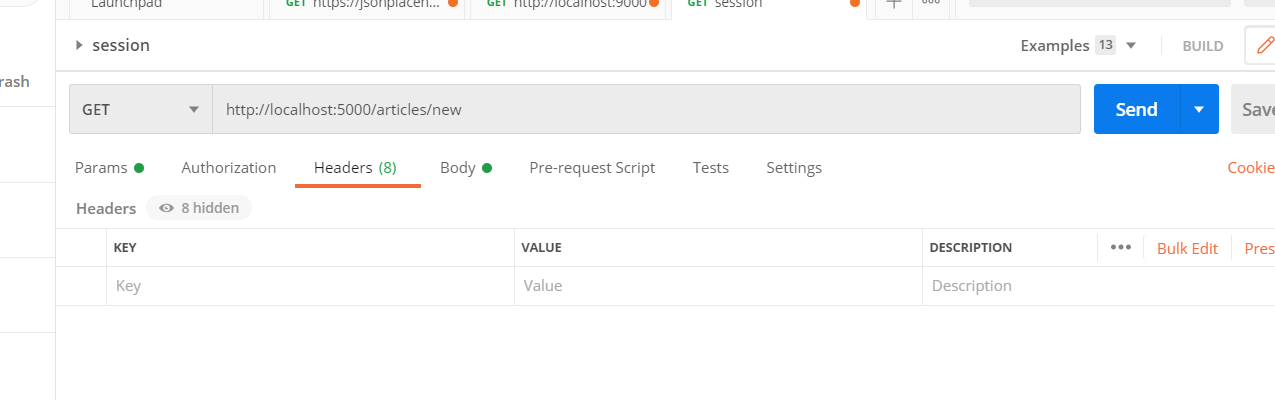 Launchpad GET https://jsonplaceh... GET http://localhost:9000 GET session
session Examples 13 BUILD
rash
GET http://localhost:5000/articles/new Send Save
Params Authorization Headers (8) Body Pre-request Script Tests Settings Cookie
Headers 8 hidden
KEY VALUE DESCRIPTION ••• Bulk Edit Pres
Key Value Description